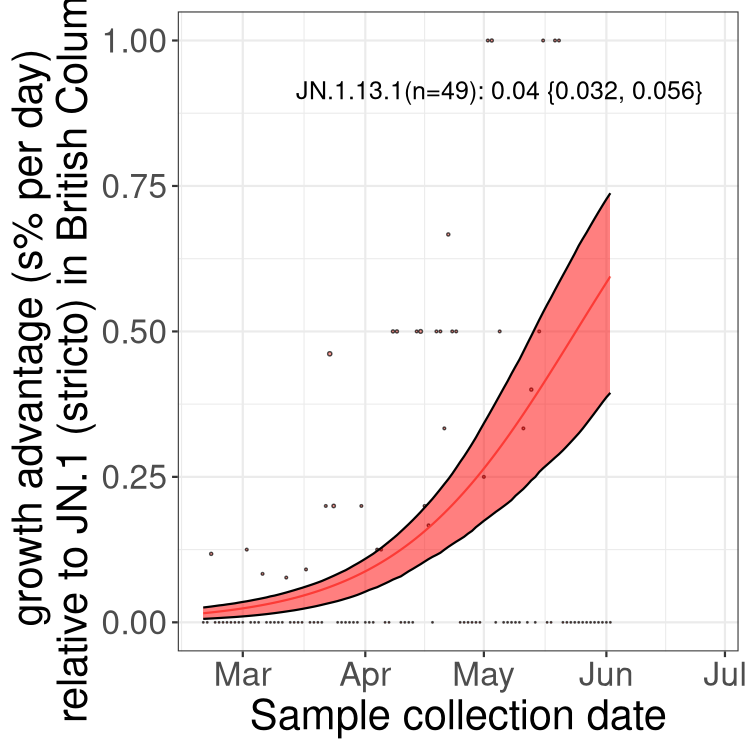 growth advantage (s% per day)
relative to JN.1 (stricto) in British Colum
1.00
0.75
0.50
0.25
0.00
JN.1.13.1(n=49): 0.04 {0.032, 0.056}
Mar Apr May Jun Jul
Sample collection date